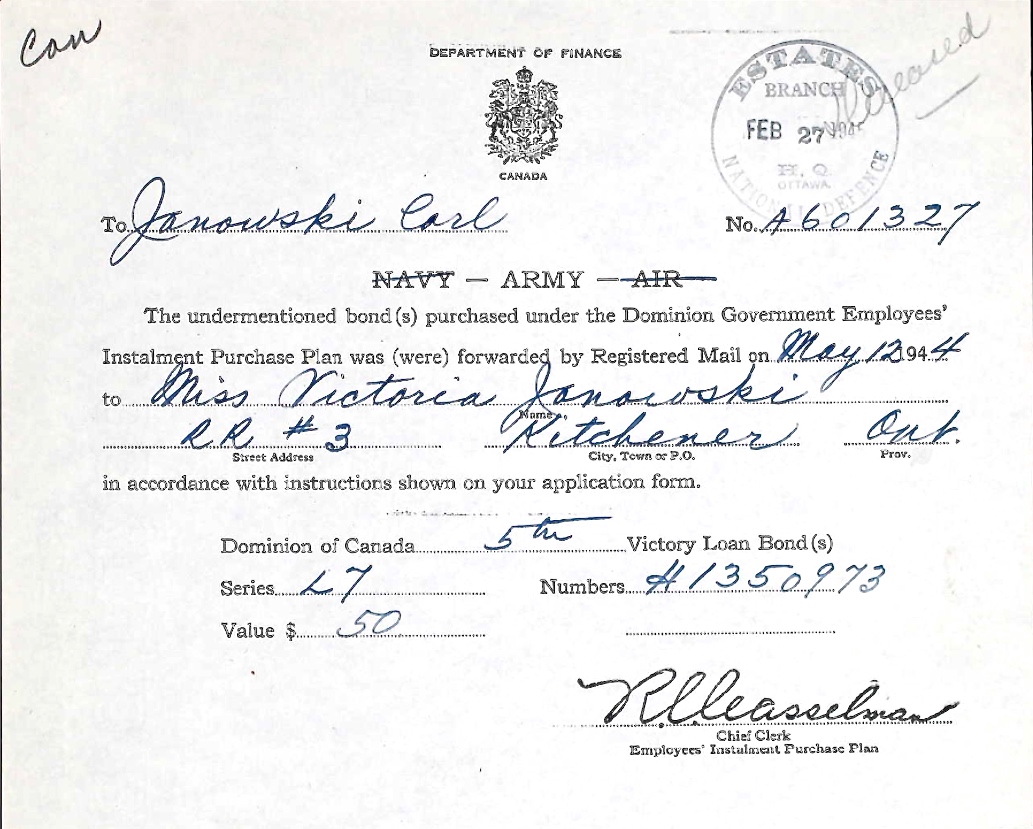 Can
DEPARTMENT OF FINANCE
CANADA
ESTATES
BRANCH
FEB 27 1945
H. Q.
OTTAWA
NATIONAL DEFENCE
Deceased
To Janowski Carl No. A601327
NAVY — ARMY — AIR
The undermentioned bond(s) purchased under the Dominion Government Employees'
Instalment Purchase Plan was (were) forwarded by Registered Mail on May 12 1944
to Miss Victoria Janowski
Name
R.R. #3 Kitchener Ont.
Street Address City, Town or P.O. Prov.
in accordance with instructions shown on your application form.
Dominion of Canada 5th Victory Loan Bond(s)
Series L7 Numbers H1350973
Value $ 50
Chief Clerk
Employees' Instalment Purchase Plan